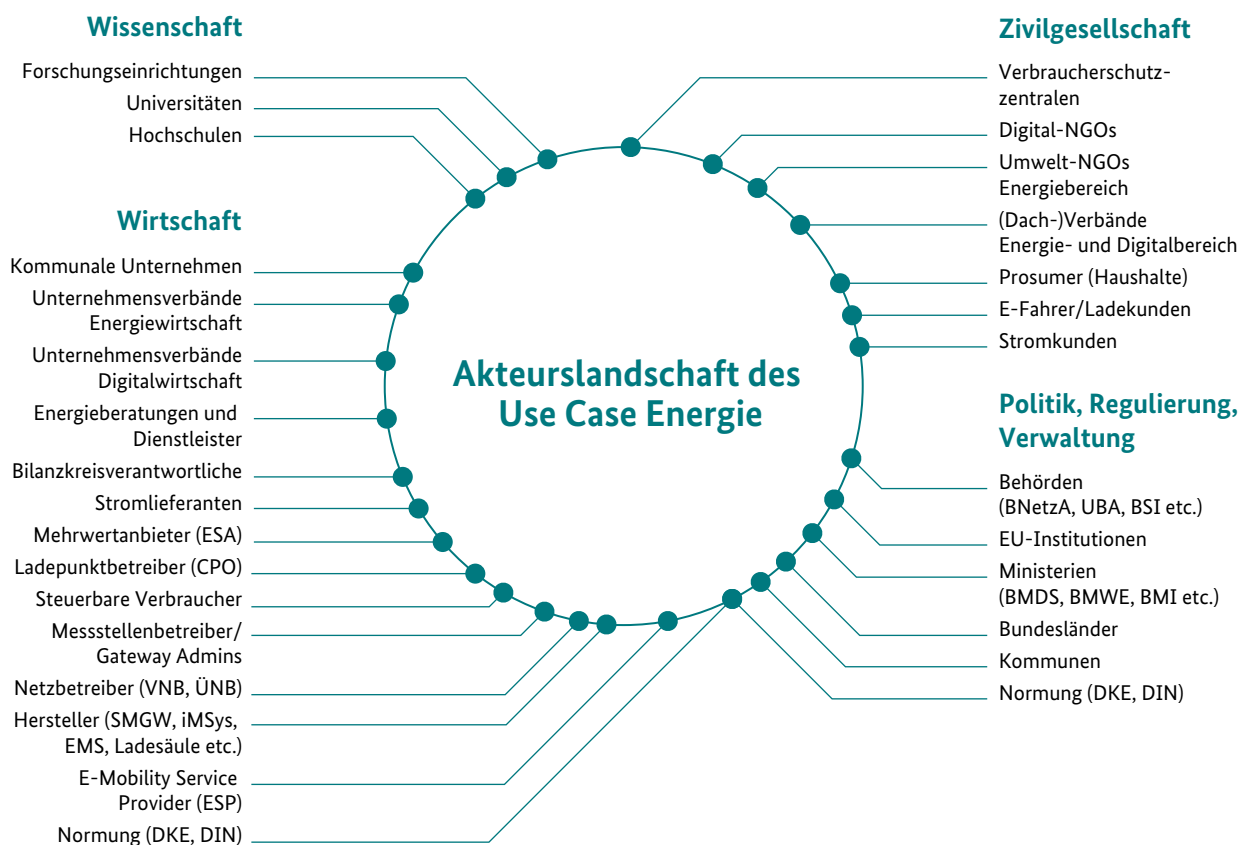 Wissenschaft
Forschungseinrichtungen
Universitäten
Hochschulen
Wirtschaft
Kommunale Unternehmen
Unternehmensverbände
Energiewirtschaft
Unternehmensverbände
Digitalwirtschaft
Energieberatungen und
Dienstleister
Bilanzkreisverantwortliche
Stromlieferanten
Mehrwertanbieter (ESA)
Ladepunktbetreiber (CPO)
Steuerbare Verbraucher
Messstellenbetreiber/
Gateway Admins
Netzbetreiber (VNB, ÜNB)
Hersteller (SMGW, iMSys,
EMS, Ladesäule etc.)
E-Mobility Service
Provider (ESP)
Normung (DKE, DIN)
Akteurslandschaft des
Use Case Energie
Zivilgesellschaft
Verbraucherschutz-
zentralen
Digital-NGOs
Umwelt-NGOs
Energiebereich
(Dach-)Verbände
Energie- und Digitalbereich
Prosumer (Haushalte)
E-Fahrer/Ladekunden
Stromkunden
Politik, Regulierung,
Verwaltung
Behörden
(BNetzA, UBA, BSI etc.)
EU-Institutionen
Ministerien
(BMDS, BMWE, BMI etc.)
Bundesländer
Kommunen
Normung (DKE, DIN)